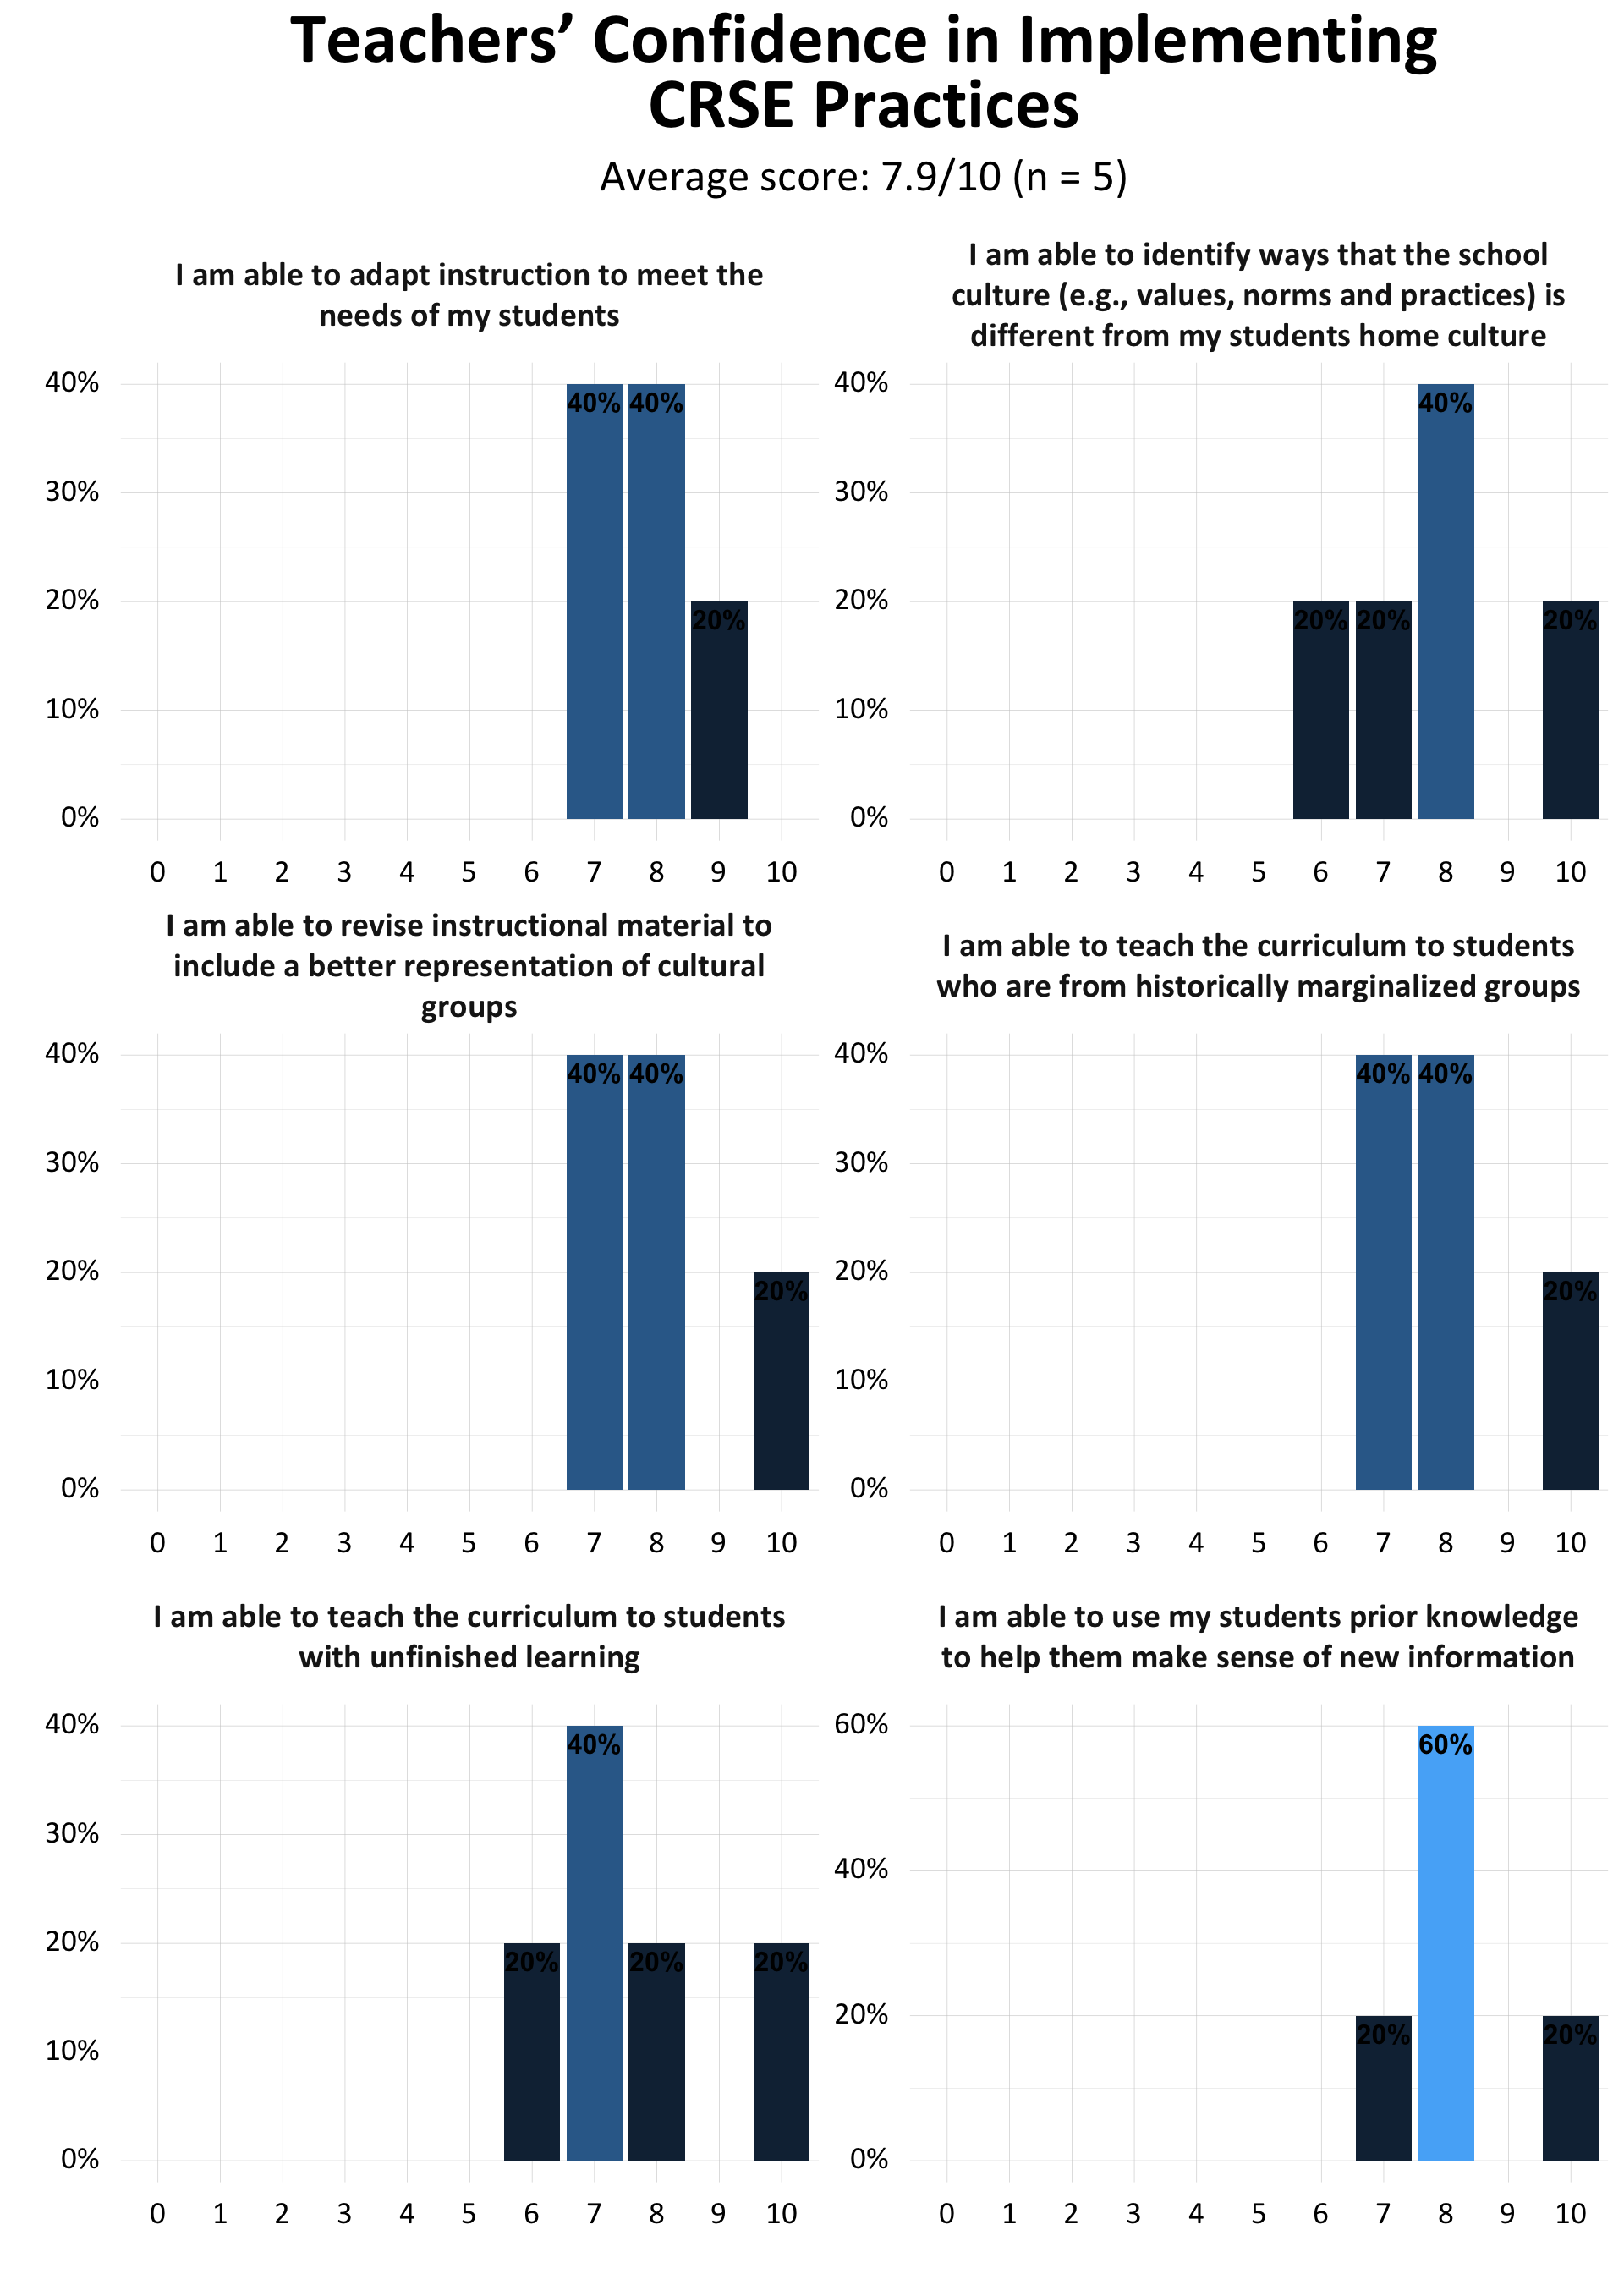 Teachers’ Confidence in Implementing
CRSE Practices
Average score: 7.9/10 (n = 5)
I am able to adapt instruction to meet the
needs of my students
40%
30%
20%
10%
0%
40%
40%
20%
0 1 2 3 4 5 6 7 8 9 10
I am able to identify ways that the school
culture (e.g., values, norms and practices) is
different from my students home culture
40%
30%
20%
10%
0%
20%
20%
40%
20%
0 1 2 3 4 5 6 7 8 9 10
I am able to revise instructional material to
include a better representation of cultural
groups
40%
30%
20%
10%
0%
40%
40%
20%
0 1 2 3 4 5 6 7 8 9 10
I am able to teach the curriculum to students
who are from historically marginalized groups
40%
30%
20%
10%
0%
40%
40%
20%
0 1 2 3 4 5 6 7 8 9 10
I am able to teach the curriculum to students
with unfinished learning
40%
30%
20%
10%
0%
20%
40%
20%
20%
0 1 2 3 4 5 6 7 8 9 10
I am able to use my students prior knowledge
to help them make sense of new information
60%
40%
20%
0%
20%
60%
20%
0 1 2 3 4 5 6 7 8 9 10